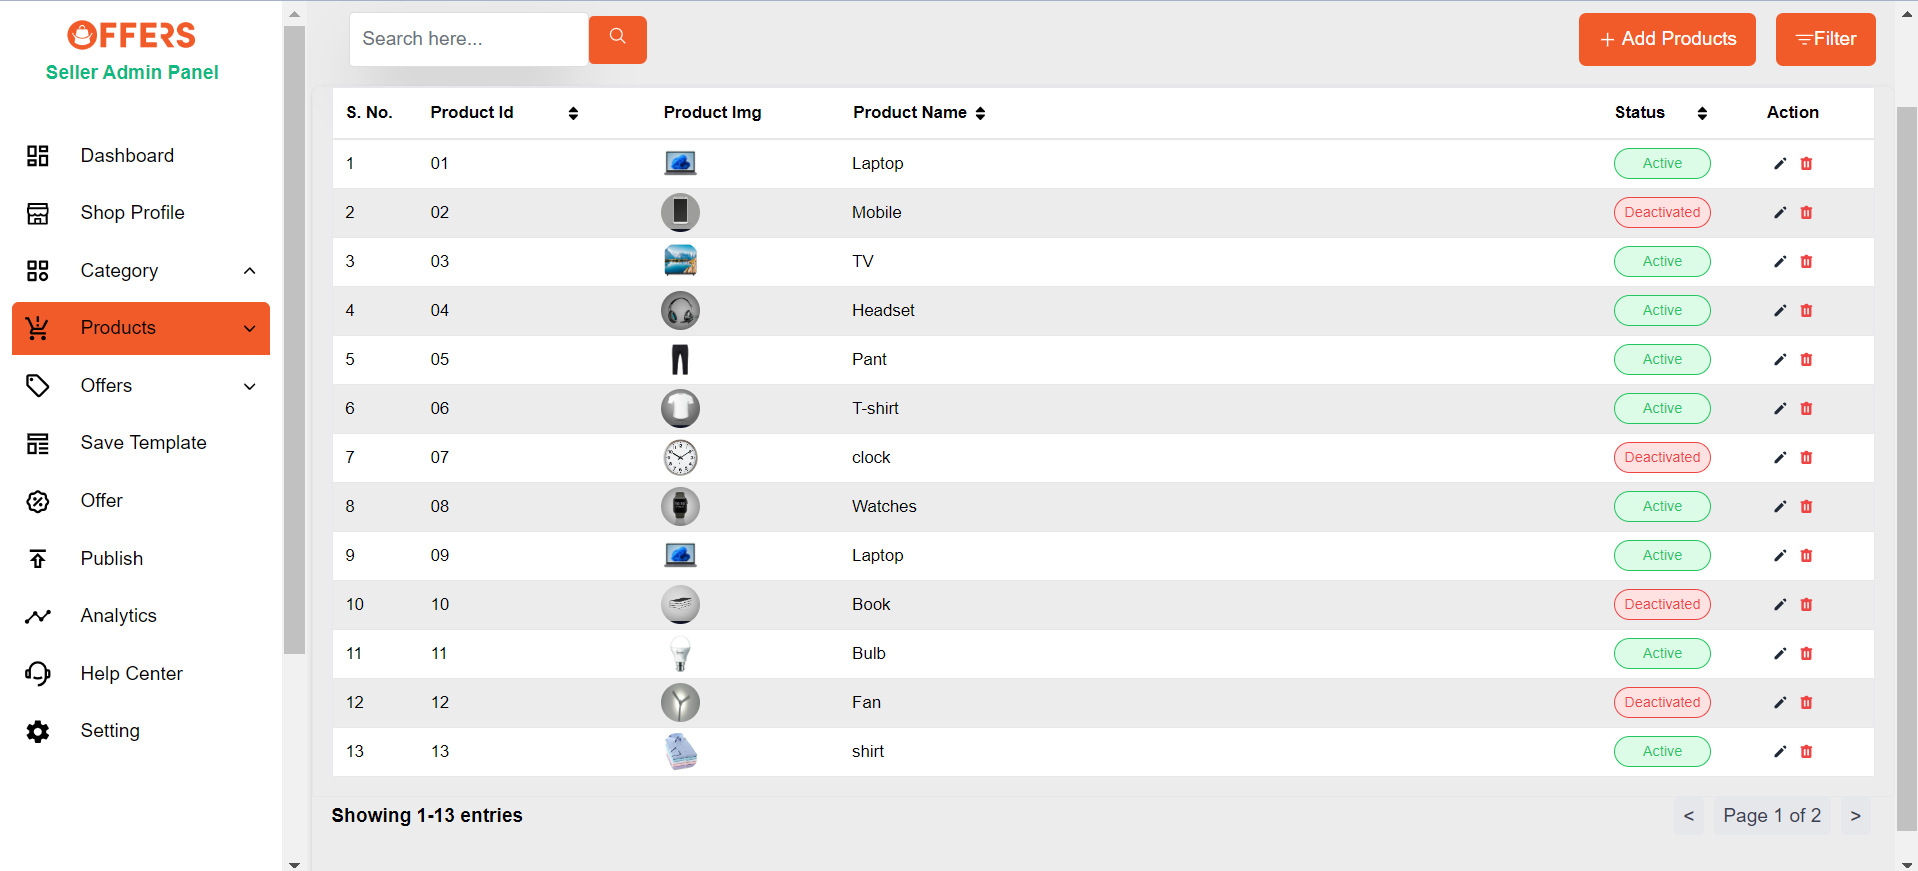 OFFERS
Seller Admin Panel
Dashboard
Shop Profile
Category
Products
Offers
Save Template
Offer
Publish
Analytics
Help Center
Setting
Search here...
+ Add Products
Filter
S. No. Product Id Product Img Product Name Status Action
1 01 Laptop Active
2 02 Mobile Deactivated
3 03 TV Active
4 04 Headset Active
5 05 Pant Active
6 06 T-shirt Active
7 07 clock Deactivated
8 08 Watches Active
9 09 Laptop Active
10 10 Book Deactivated
11 11 Bulb Active
12 12 Fan Deactivated
13 13 shirt Active
Showing 1-13 entries
< Page 1 of 2 >